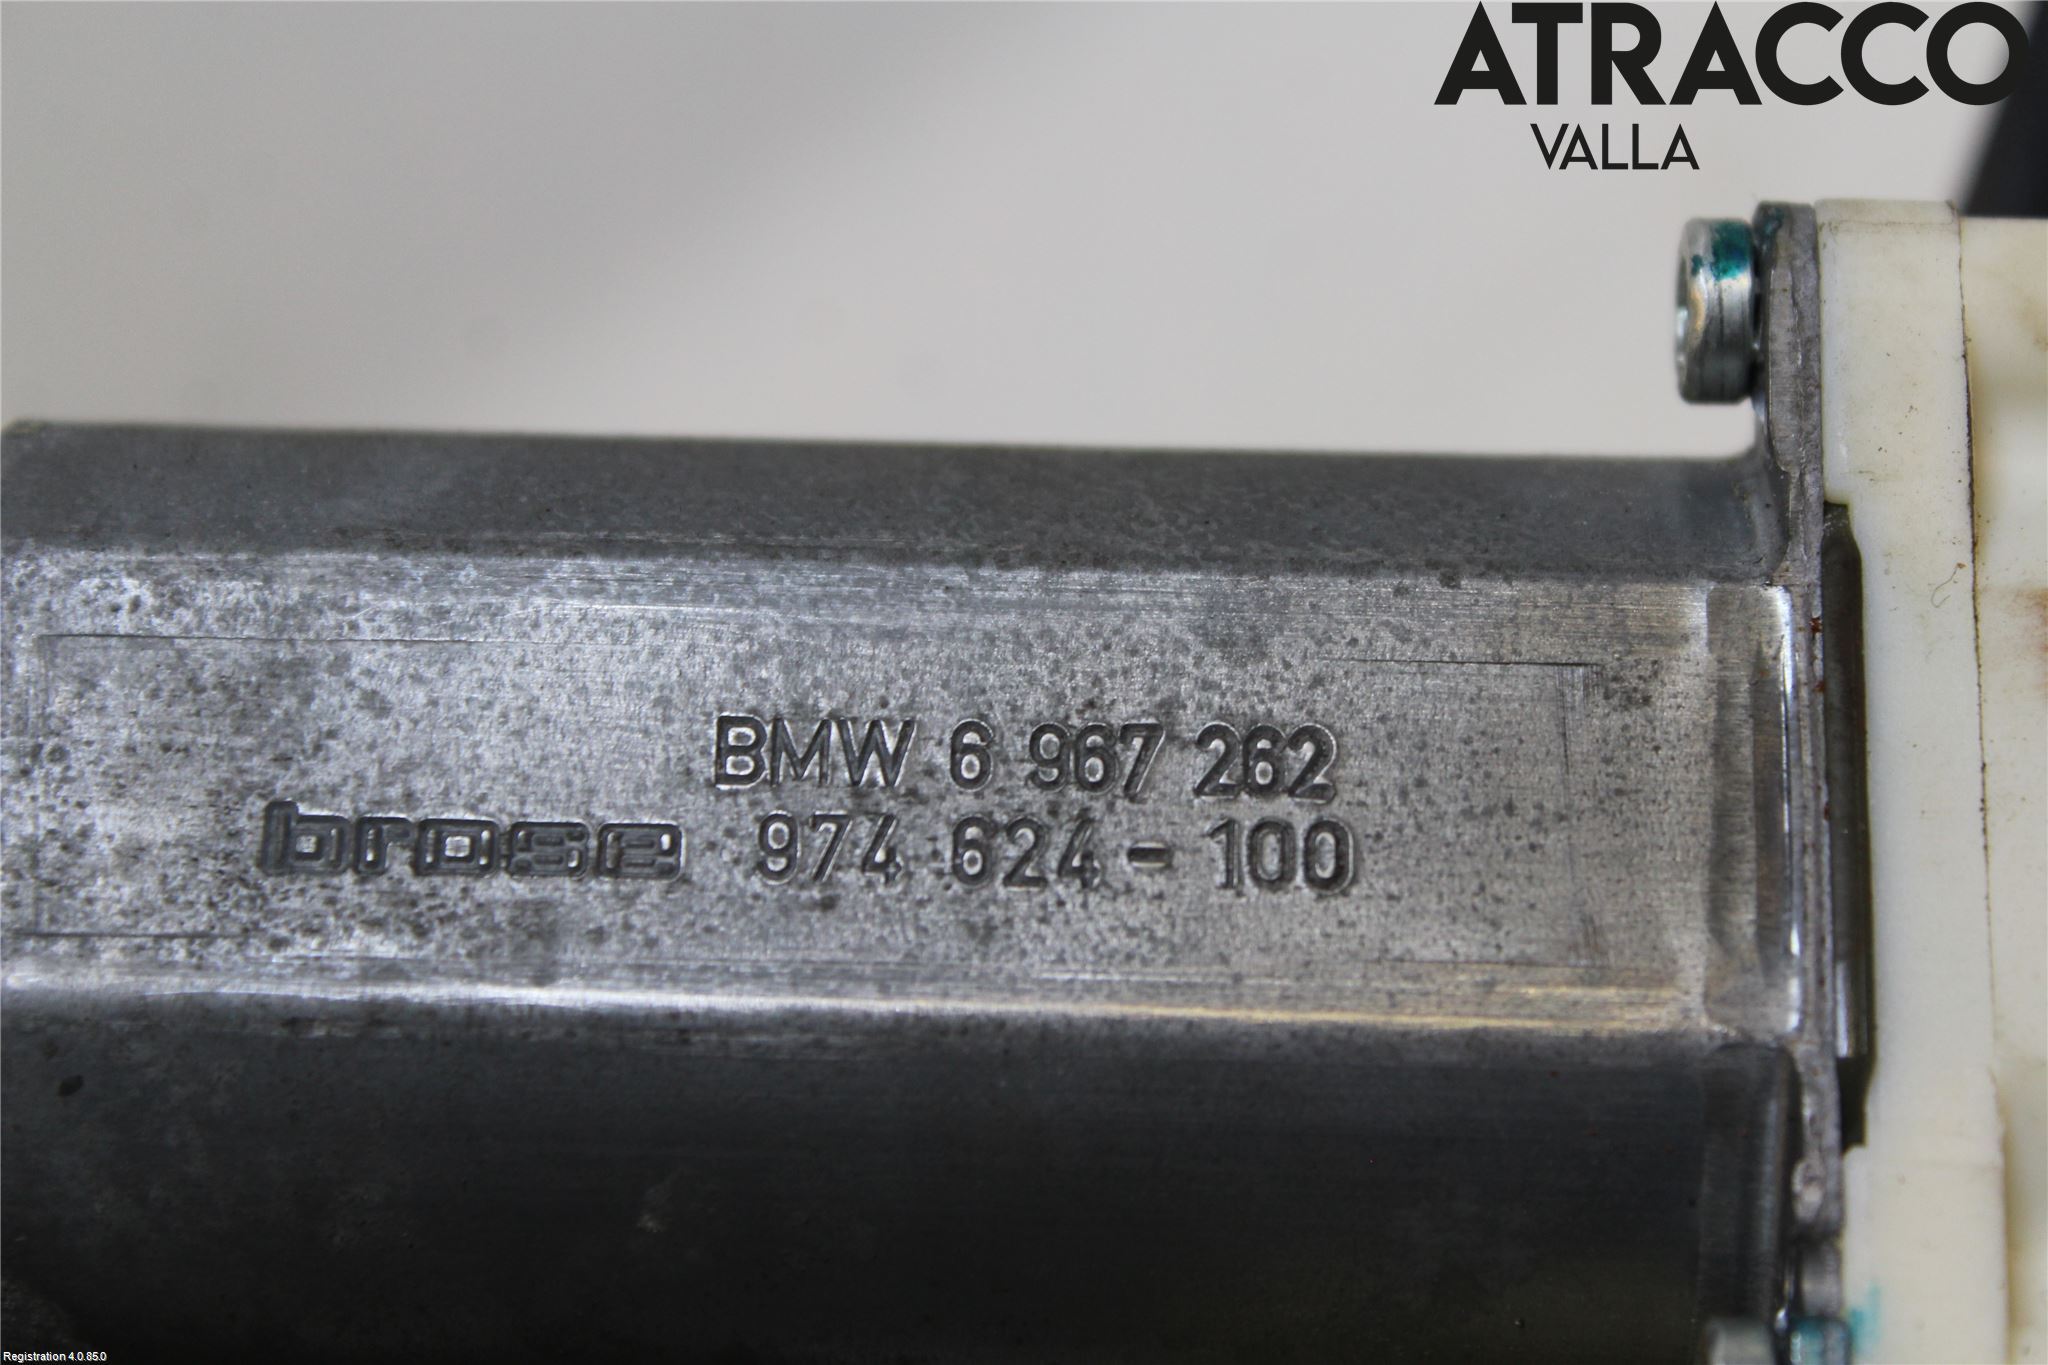 ATRACCO
VALLA
BMW 6 967 262
brose 974 624-100
Registration 4.0.85.0